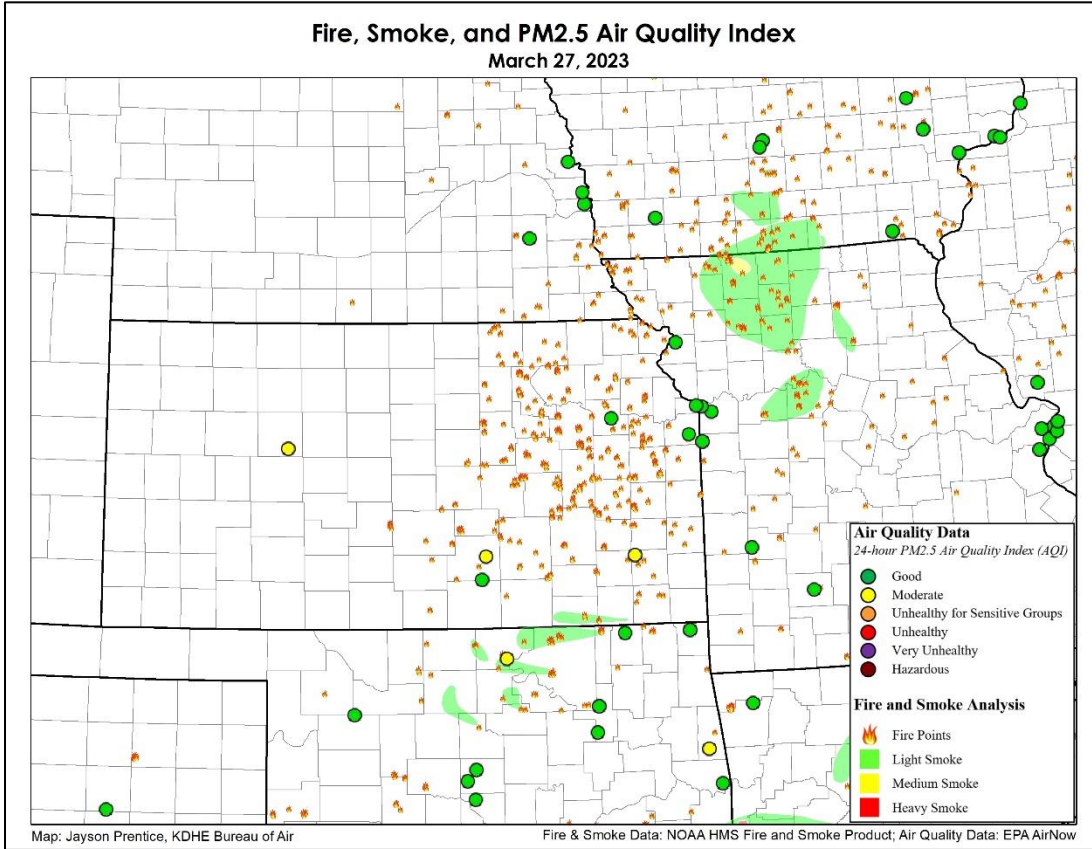 Fire, Smoke, and PM2.5 Air Quality Index
March 27, 2023
Air Quality Data
24-hour PM2.5 Air Quality Index (AQI)
Good
Moderate
Unhealthy for Sensitive Groups
Unhealthy
Very Unhealthy
Hazardous
Fire and Smoke Analysis
Fire Points
Light Smoke
Medium Smoke
Heavy Smoke
Map: Jayson Prentice, KDHE Bureau of Air
Fire & Smoke Data: NOAA HMS Fire and Smoke Product; Air Quality Data: EPA AirNow